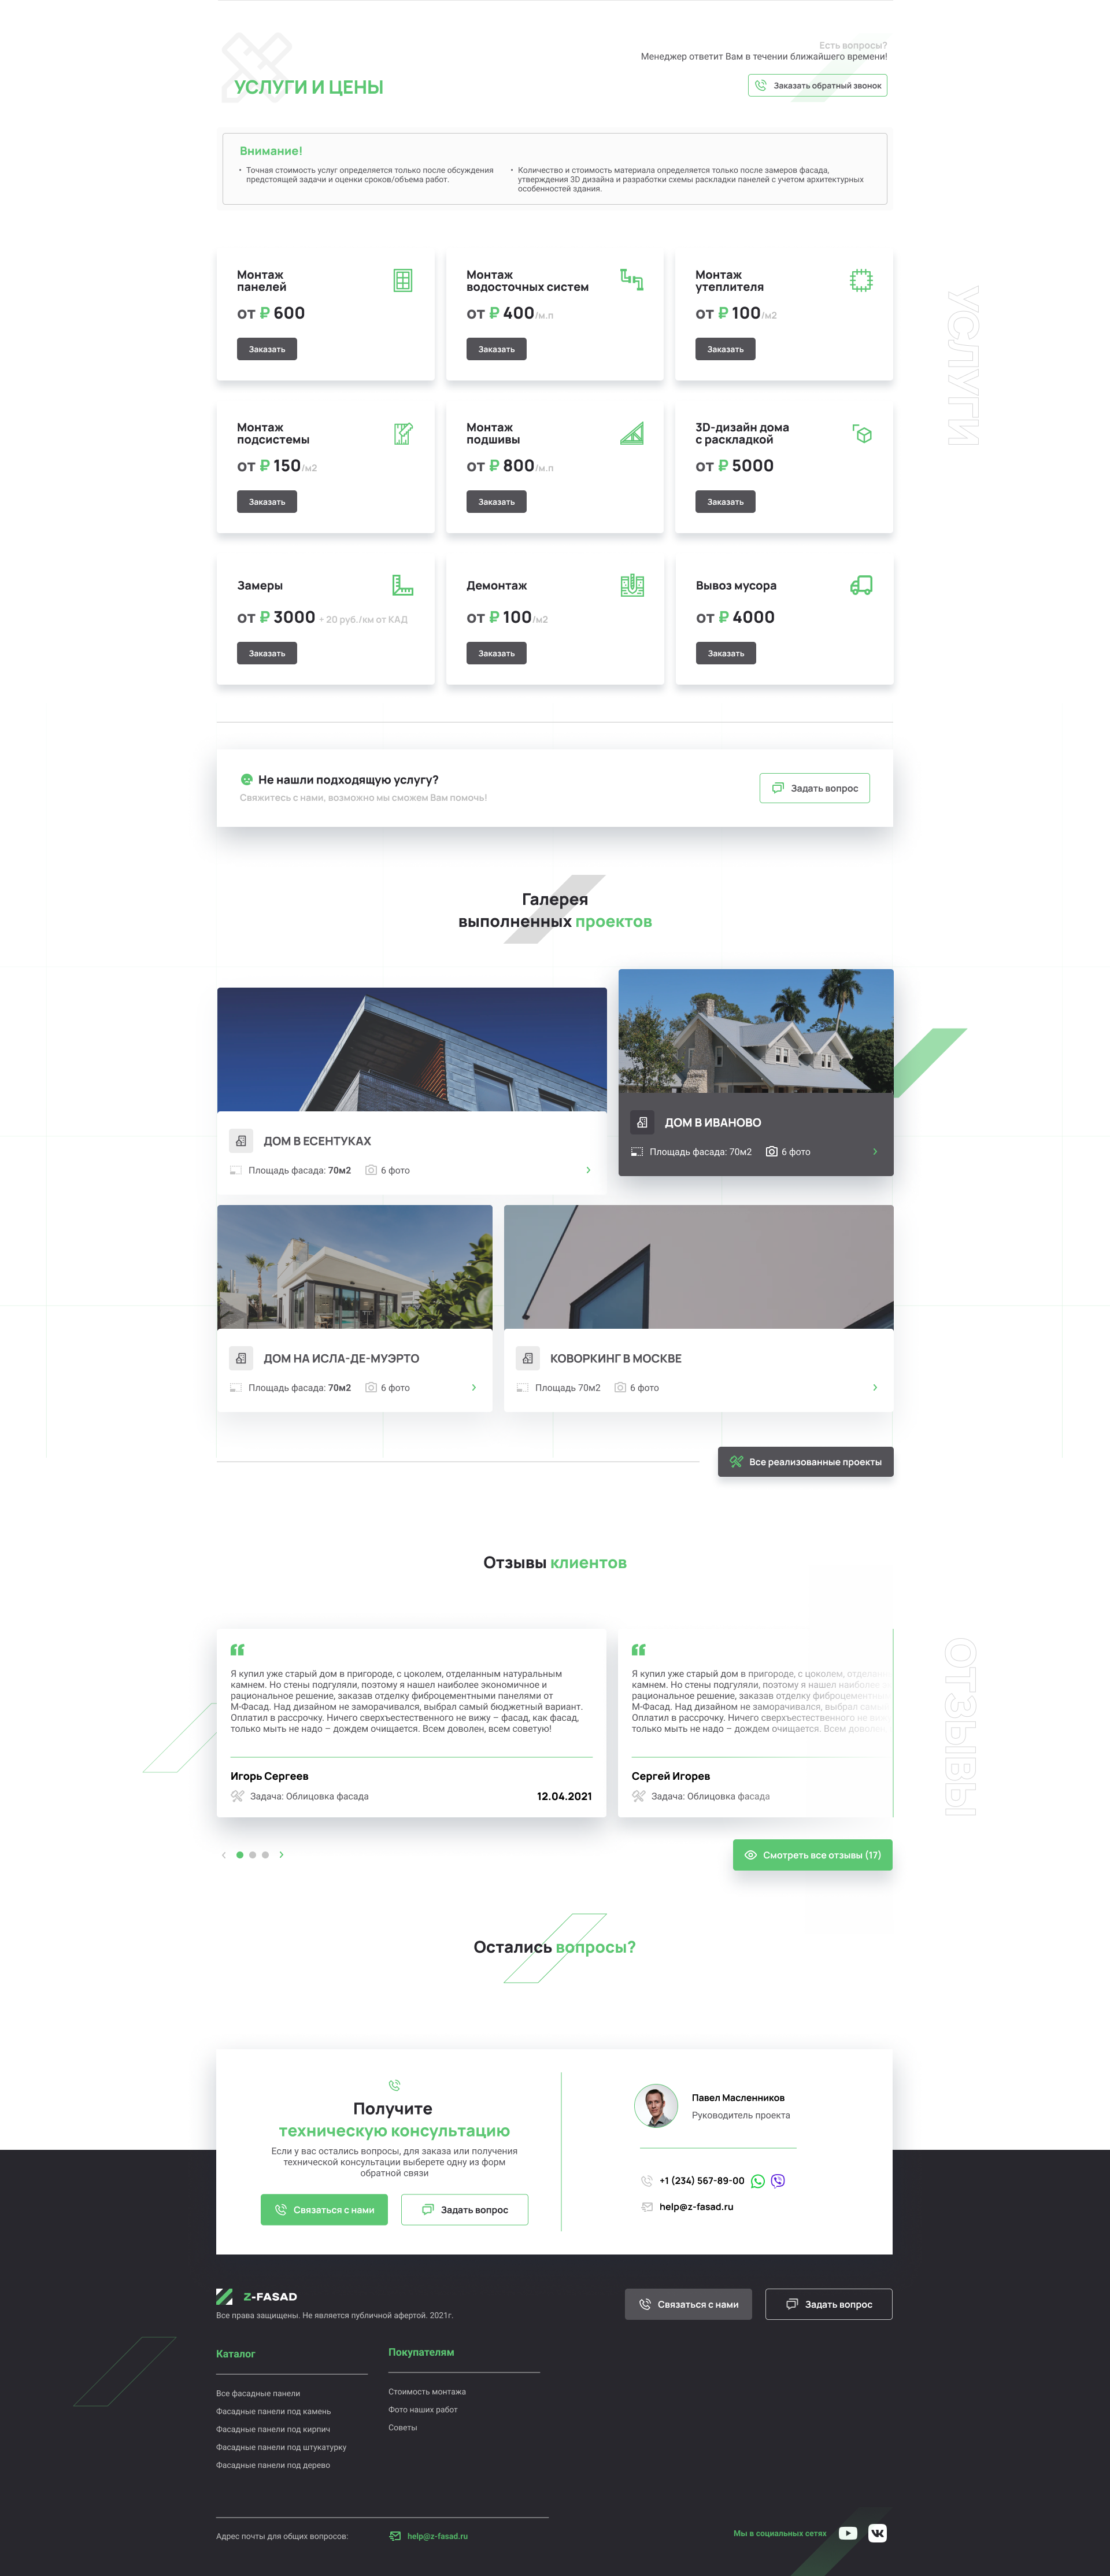 Есть вопросы?
Менеджер ответит Вам в течении ближайшего времени!
УСЛУГИ И ЦЕНЫ
Заказать обратный звонок
Внимание!
• Точная стоимость услуг определяется только после обсуждения
предстоящей задачи и оценки сроков/объема работ.
• Количество и стоимость материала определяется только после замеров фасада,
утверждения 3D дизайна и разработки схемы раскладки панелей с учетом архитектурных
особенностей здания.
УСЛУГИ
Монтаж
панелей
от ₽ 600
Заказать
Монтаж
водосточных систем
от ₽ 400/м.п
Заказать
Монтаж
утеплителя
от ₽ 100/м2
Заказать
Монтаж
подсистемы
от ₽ 150/м2
Заказать
Монтаж
подшивы
от ₽ 800/м.п
Заказать
3D-дизайн дома
с раскладкой
от ₽ 5000
Заказать
Замеры
от ₽ 3000 + 20 руб./км от КАД
Заказать
Демонтаж
от ₽ 100/м2
Заказать
Вывоз мусора
от ₽ 4000
Заказать
Не нашли подходящую услугу?
Свяжитесь с нами, возможно мы сможем Вам помочь!
Задать вопрос
Галерея
выполненных проектов
ДОМ В ЕСЕНТУКАХ
Площадь фасада: 70м2 6 фото
ДОМ В ИВАНОВО
Площадь фасада: 70м2 6 фото
ДОМ НА ИСЛА-ДЕ-МУЭРТО
Площадь фасада: 70м2 6 фото
КОВОРКИНГ В МОСКВЕ
Площадь 70м2 6 фото
Все реализованные проекты
Отзывы клиентов
ОТЗЫВЫ
Я купил уже старый дом в пригороде, с цоколем, отделанным натуральным
камнем. Но стены подгуляли, поэтому я нашел наиболее экономичное и
рациональное решение, заказав отделку фиброцементными панелями от
М-Фасад. Над дизайном не заморачивался, выбрал самый бюджетный вариант.
Оплатил в рассрочку. Ничего сверхъестественного не вижу – фасад, как фасад,
только мыть не надо – дождем очищается. Всем доволен, всем советую!
Игорь Сергеев
Задача: Облицовка фасада
12.04.2021
Я купил уже старый дом в пригороде, с цоколем,
камнем. Но стены подгуляли, поэтому я нашел наиболее
рациональное решение, заказав отделку
М-Фасад. Над дизайном не заморачивался, выбрал
Оплатил в рассрочку. Ничего сверхъестественного не
только мыть не надо – дождем очищается. Всем
Сергей Игорев
Задача: Облицовка фасада
Смотреть все отзывы (17)
Остались вопросы?
Получите
техническую консультацию
Если у вас остались вопросы, для заказа или получения
технической консультации выберете одну из форм
обратной связи
Связаться с нами
Задать вопрос
Павел Масленников
Руководитель проекта
+1 (234) 567-89-00
help@z-fasad.ru
Z-FASAD
Все права защищены. Не является публичной афертой. 2021г.
Связаться с нами
Задать вопрос
Каталог
Все фасадные панели
Фасадные панели под камень
Фасадные панели под кирпич
Фасадные панели под штукатурку
Фасадные панели под дерево
Покупателям
Стоимость монтажа
Фото наших работ
Советы
Адрес почты для общих вопросов:
help@z-fasad.ru
Мы в социальных сетях